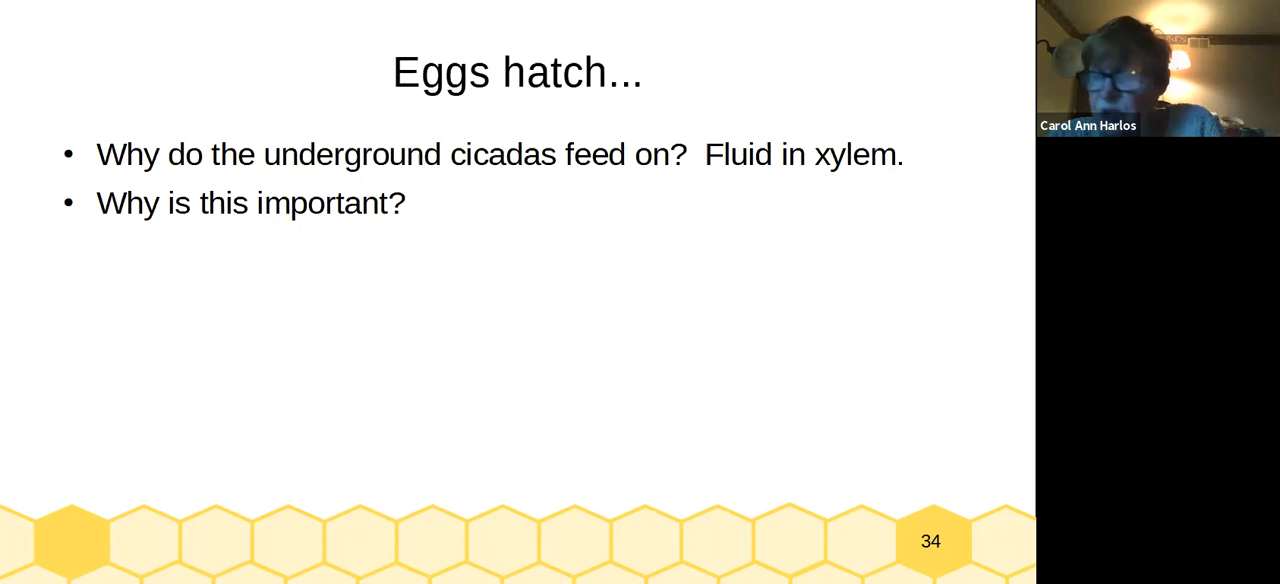 Eggs hatch...
• Why do the underground cicadas feed on?  Fluid in xylem.
• Why is this important?
34
Carol Ann Harlos